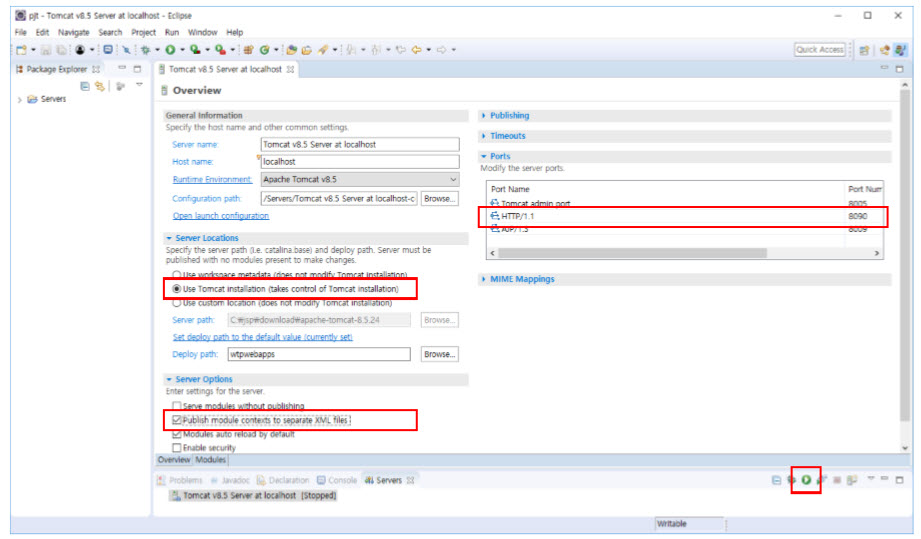 pjt - Tomcat v8.5 Server at localhost - Eclipse
File Edit Navigate Search Project Run Window Help
Quick Access
Package Explorer
Servers
Tomcat v8.5 Server at localhost
Overview
General Information
Specify the host name and other common settings.
Server name: Tomcat v8.5 Server at localhost
Host name: localhost
Runtime Environment: Apache Tomcat v8.5
Configuration path: /Servers/Tomcat v8.5 Server at localhost-c Browse...
Open launch configuration
Server Locations
Specify the server path (i.e. catalina.base) and deploy path. Server must be
published with no modules present to make changes.
Use workspace metadata (does not modify Tomcat installation)
Use Tomcat installation (takes control of Tomcat installation)
Use custom location (does not modify Tomcat installation)
Server path: C:₩jsp₩download₩apache-tomcat-8.5.24 Browse...
Set deploy path to the default value (currently set)
Deploy path: wtpwebapps Browse...
Server Options
Enter settings for the server.
Serve modules without publishing
Publish module contexts to separate XML files
Modules auto reload by default
Enable security
Publishing
Timeouts
Ports
Modify the server ports.
Port Name Port Num
Tomcat admin port 8005
HTTP/1.1 8090
AJP/1.3 8009
MIME Mappings
Overview Modules
Problems Javadoc Declaration Console Servers
Tomcat v8.5 Server at localhost [Stopped]
Writable